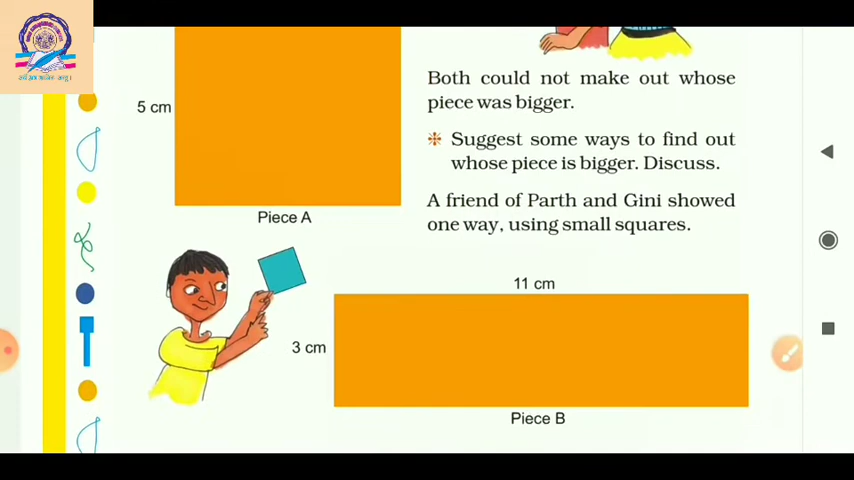 5 cm
Piece A
Both could not make out whose
piece was bigger.
Suggest some ways to find out
whose piece is bigger. Discuss.
A friend of Parth and Gini showed
one way, using small squares.
11 cm
3 cm
Piece B